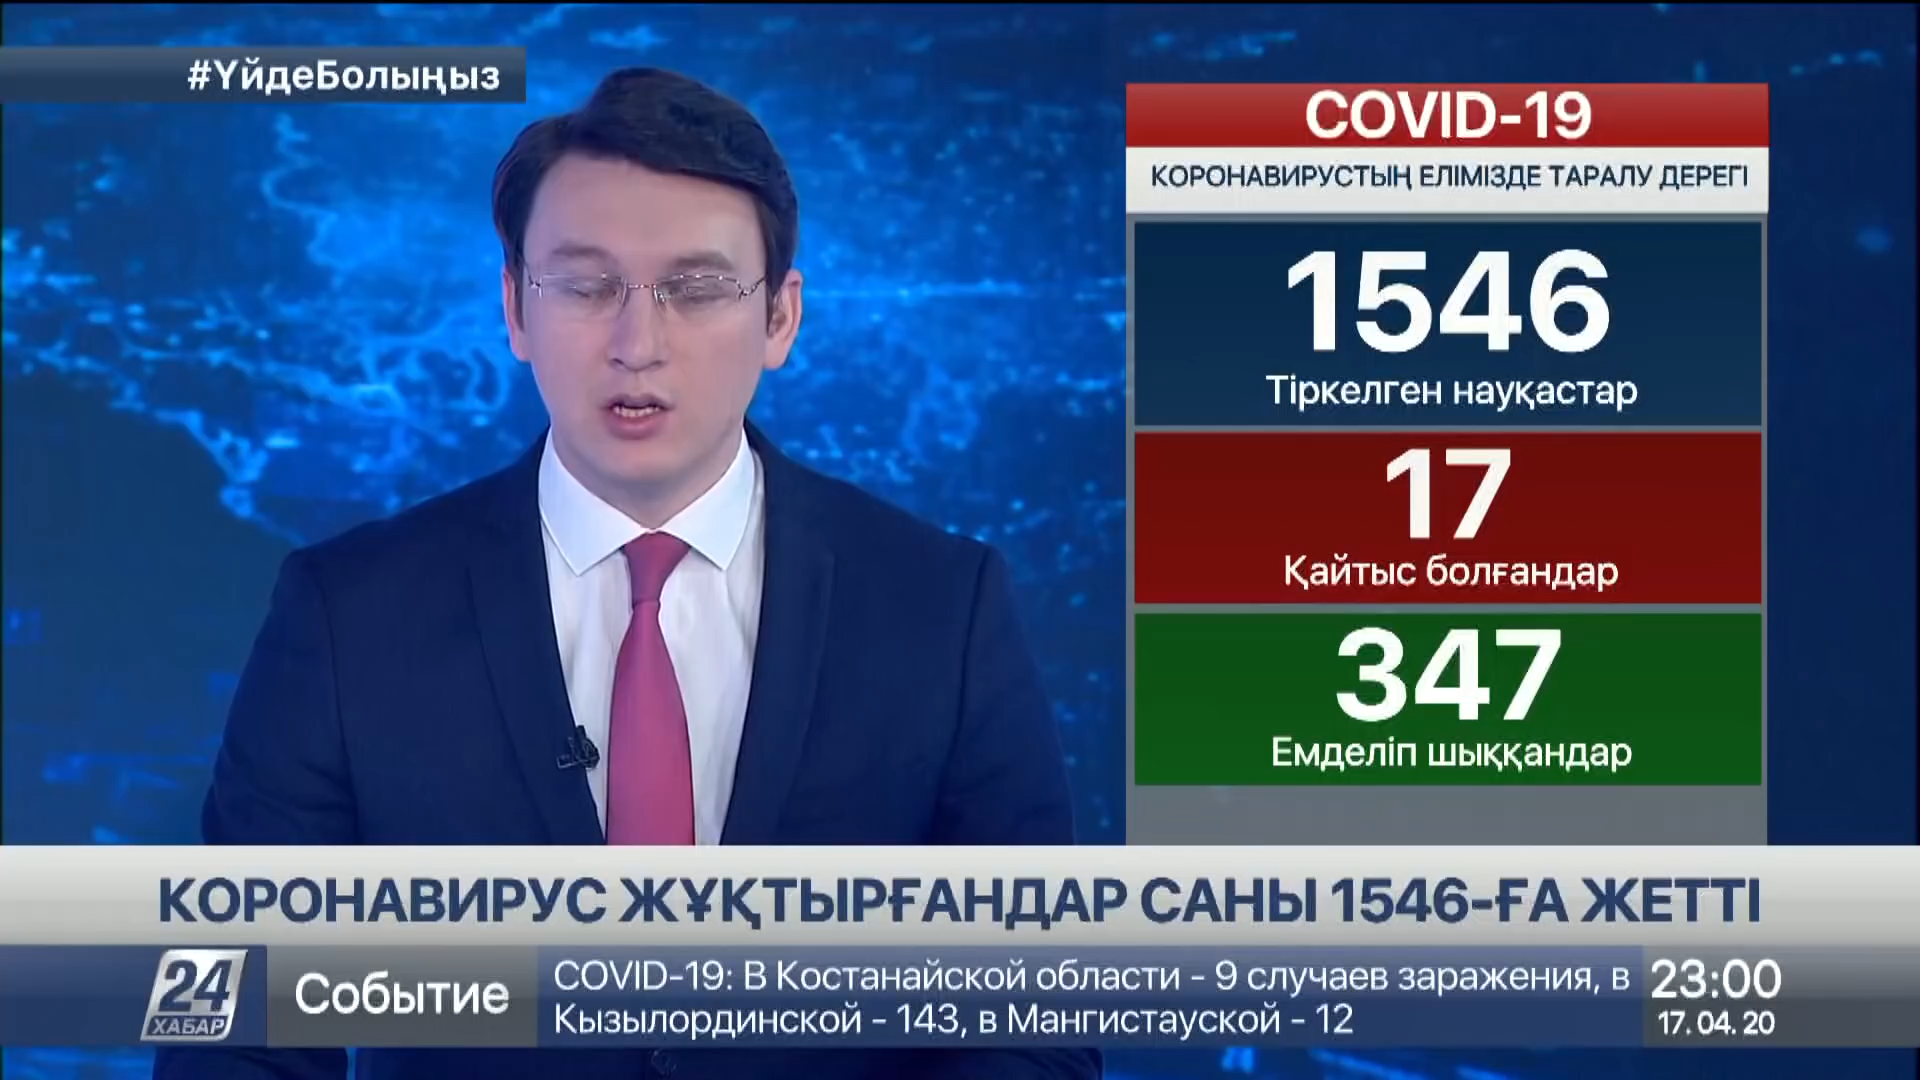 #ҮйдеБолыңыз
COVID-19
КОРОНАВИРУСТЫҢ ЕЛІМІЗДЕ ТАРАЛУ ДЕРЕГІ
1546
Тіркелген науқастар
17
Қайтыс болғандар
347
Емделіп шыққандар
КОРОНАВИРУС ЖҰҚТЫРҒАНДАР САНЫ 1546-ҒА ЖЕТТІ
24
ХАБАР
Событие
COVID-19: В Костанайской области - 9 случаев заражения, в
Кызылординской - 143, в Мангистауской - 12
23:00
17. 04. 20